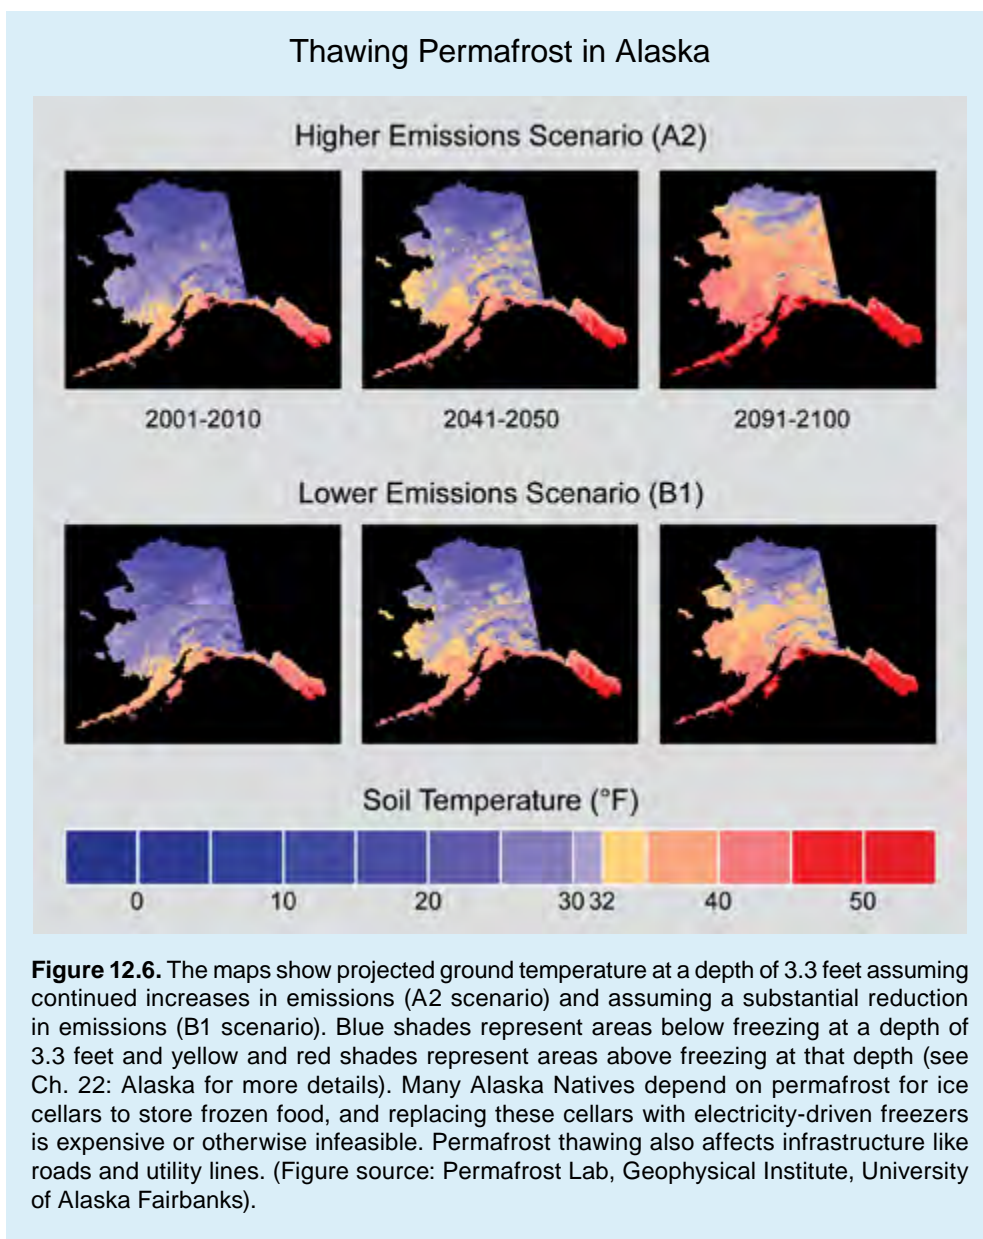 Thawing Permafrost in Alaska
Higher Emissions Scenario (A2)
2001-2010 2041-2050 2091-2100
Lower Emissions Scenario (B1)
Soil Temperature (°F)
0 10 20 30 32 40 50
Figure 12.6. The maps show projected ground temperature at a depth of 3.3 feet assuming
continued increases in emissions (A2 scenario) and assuming a substantial reduction
in emissions (B1 scenario). Blue shades represent areas below freezing at a depth of
3.3 feet and yellow and red shades represent areas above freezing at that depth (see
Ch. 22: Alaska for more details). Many Alaska Natives depend on permafrost for ice
cellars to store frozen food, and replacing these cellars with electricity-driven freezers
is expensive or otherwise infeasible. Permafrost thawing also affects infrastructure like
roads and utility lines. (Figure source: Permafrost Lab, Geophysical Institute, University
of Alaska Fairbanks).